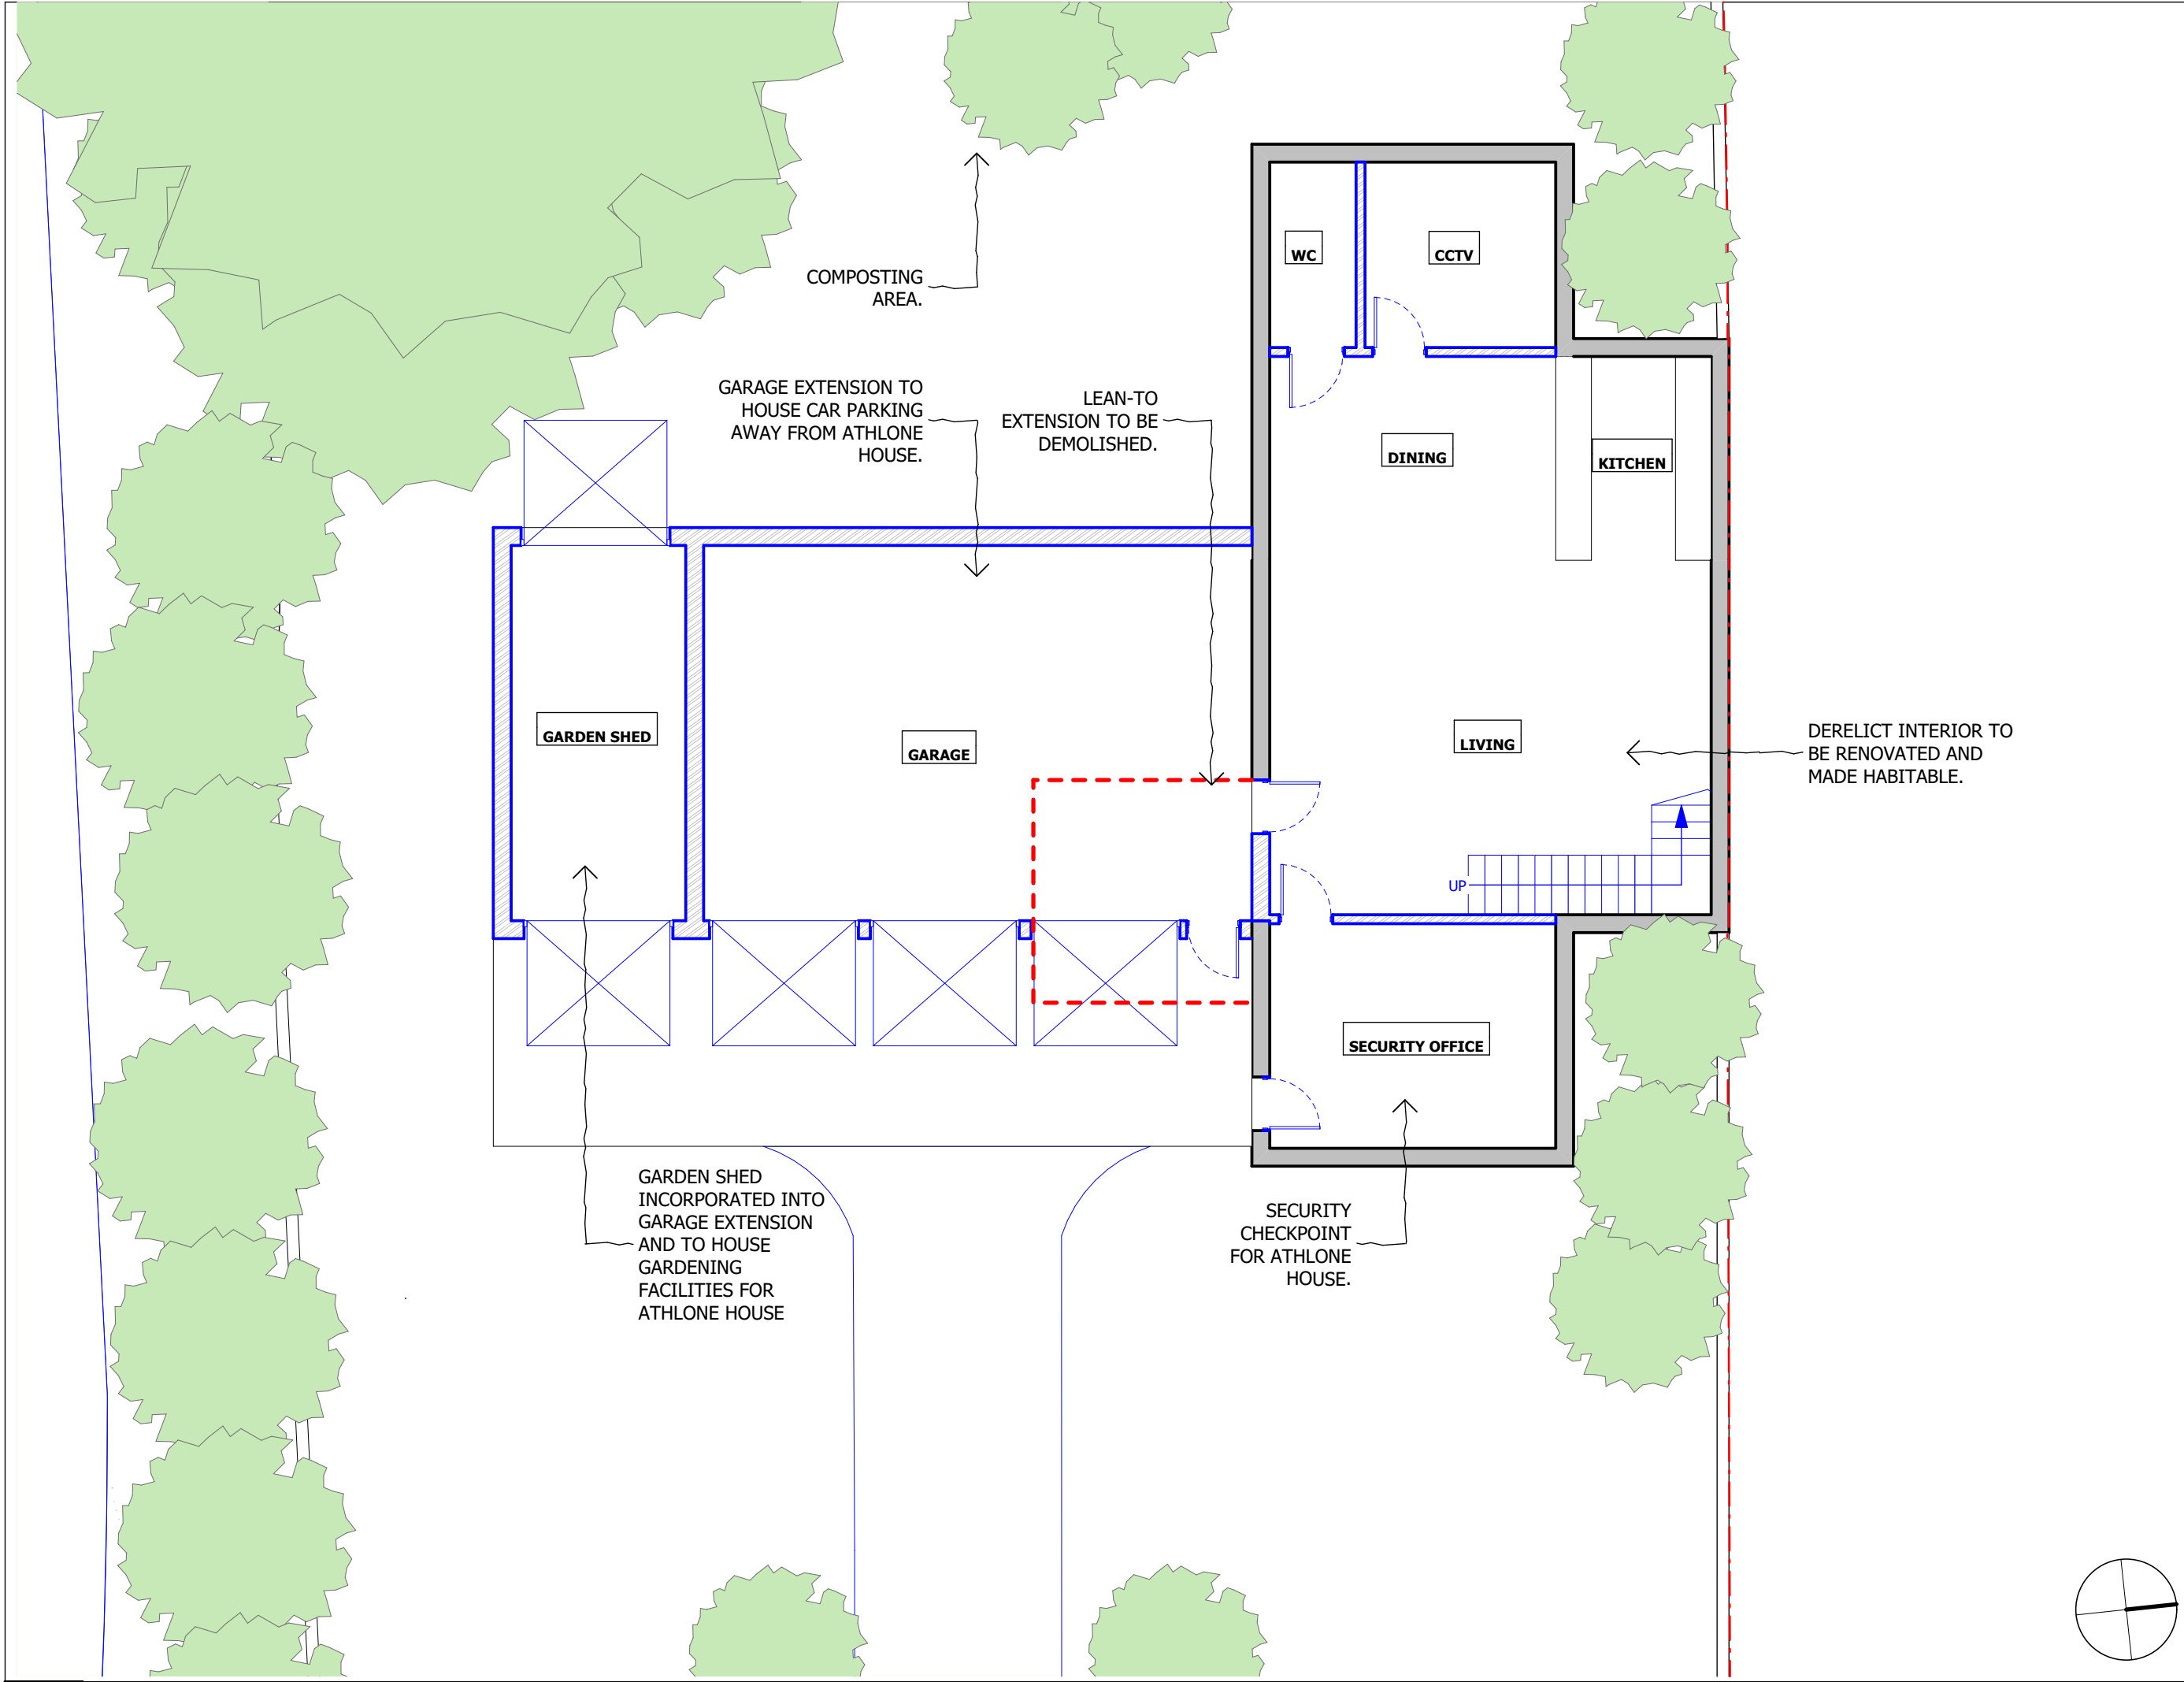 WC
CCTV
COMPOSTING
AREA.
GARAGE EXTENSION TO
HOUSE CAR PARKING
AWAY FROM ATHLONE
HOUSE.
LEAN-TO
EXTENSION TO BE
DEMOLISHED.
DINING
KITCHEN
GARDEN SHED
GARAGE
LIVING
DERELICT INTERIOR TO
BE RENOVATED AND
MADE HABITABLE.
UP
SECURITY OFFICE
GARDEN SHED
INCORPORATED INTO
GARAGE EXTENSION
AND TO HOUSE
GARDENING
FACILITIES FOR
ATHLONE HOUSE
SECURITY
CHECKPOINT
FOR ATHLONE
HOUSE.